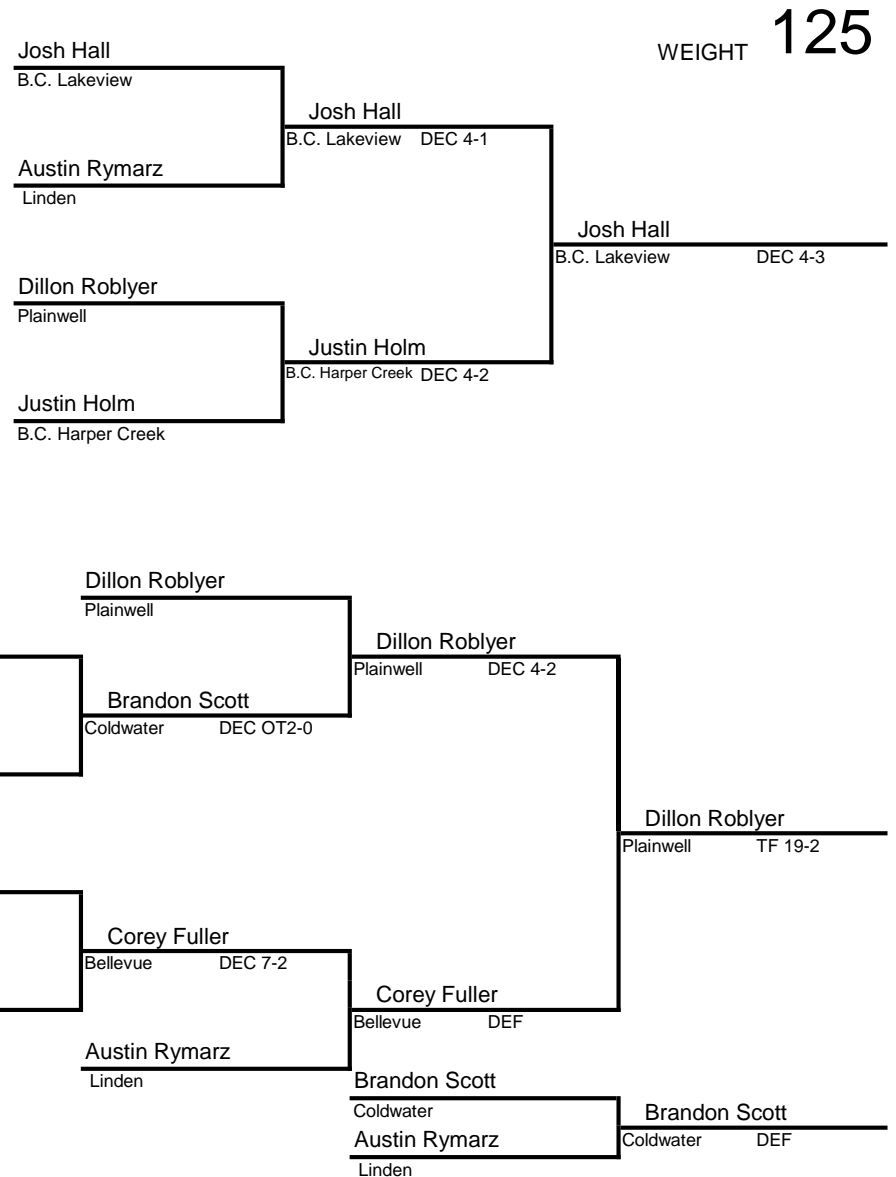 WEIGHT 125
Josh Hall
B.C. Lakeview
Josh Hall
B.C. Lakeview DEC 4-1
Austin Rymarz
Linden
Josh Hall
B.C. Lakeview DEC 4-3
Dillon Roblyer
Plainwell
Justin Holm
B.C. Harper Creek DEC 4-2
Justin Holm
B.C. Harper Creek
Dillon Roblyer
Plainwell
Dillon Roblyer
Plainwell DEC 4-2
Brandon Scott
Coldwater DEC OT2-0
Dillon Roblyer
Plainwell TF 19-2
Corey Fuller
Bellevue DEC 7-2
Corey Fuller
Bellevue DEF
Austin Rymarz
Linden
Brandon Scott
Coldwater
Brandon Scott
Coldwater DEF
Austin Rymarz
Linden